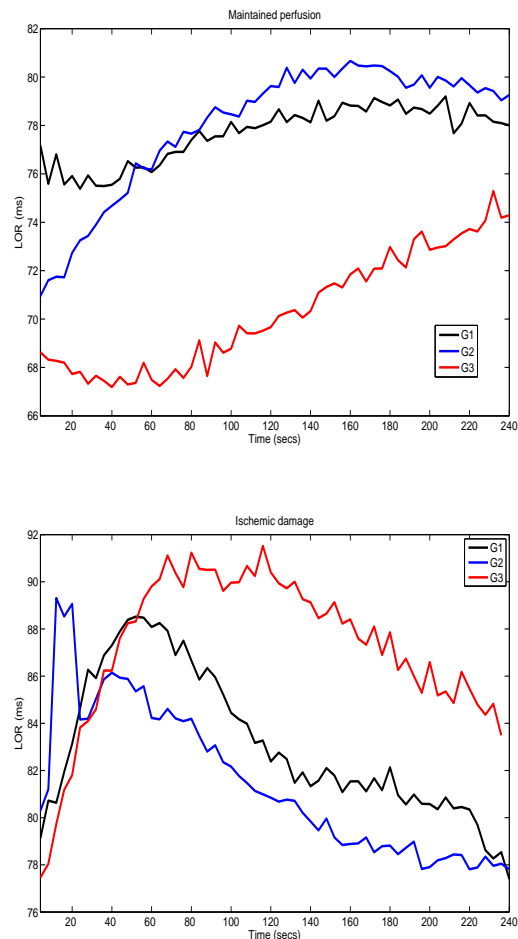 Maintained perfusion
82
80
78
76
74
72
70
68
66
LOR (ms)
G1
G2
G3
20 40 60 80 100 120 140 160 180 200 220 240
Time (secs)
Ischemic damage
92
90
88
86
84
82
80
78
76
LOR (ms)
G1
G2
G3
20 40 60 80 100 120 140 160 180 200 220 240
Time (secs)